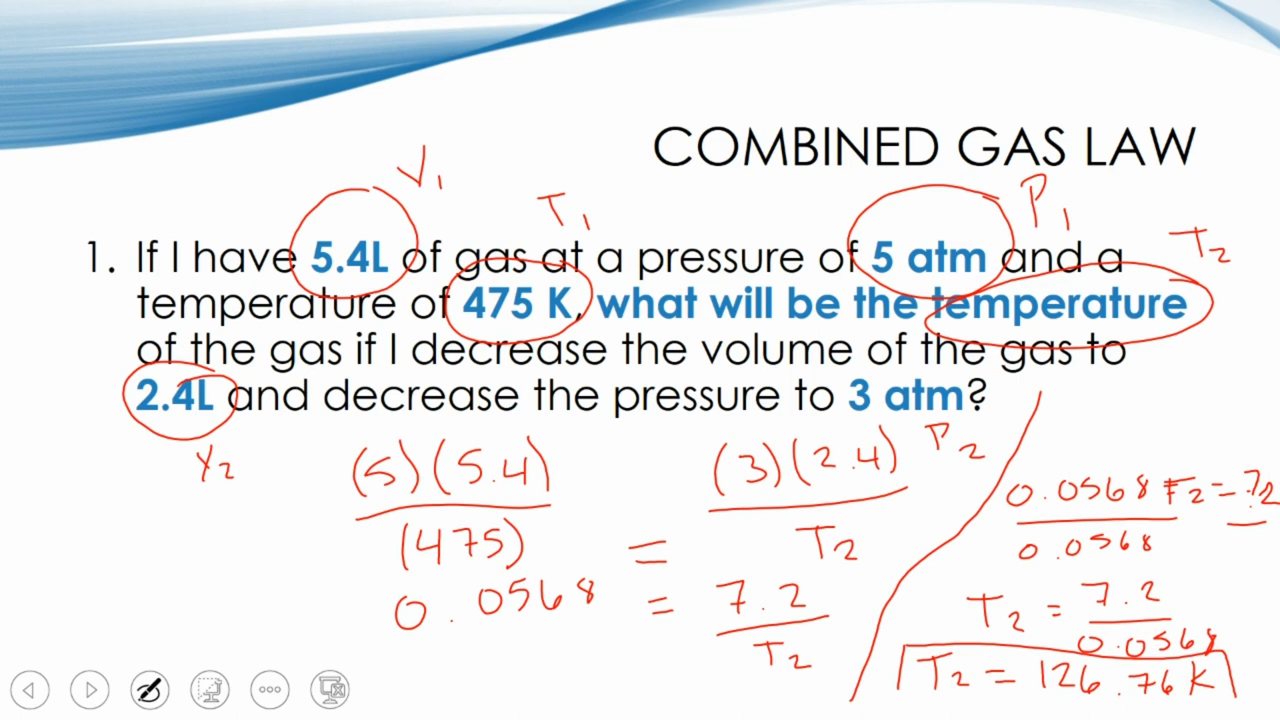 COMBINED GAS LAW
V₁
T₁
P₁
T₂
1. If I have 5.4L of gas at a pressure of 5 atm and a
temperature of 475 K, what will be the temperature
of the gas if I decrease the volume of the gas to
2.4L and decrease the pressure to 3 atm?
V₂
P₂
(5)(5.4)
(475)
=
(3)(2.4)
T₂
0.0568 = 7.2
T₂
0.0568 T₂ = 7.2
0.0568
T₂ = 7.2
0.0568
T₂ = 126.76 K